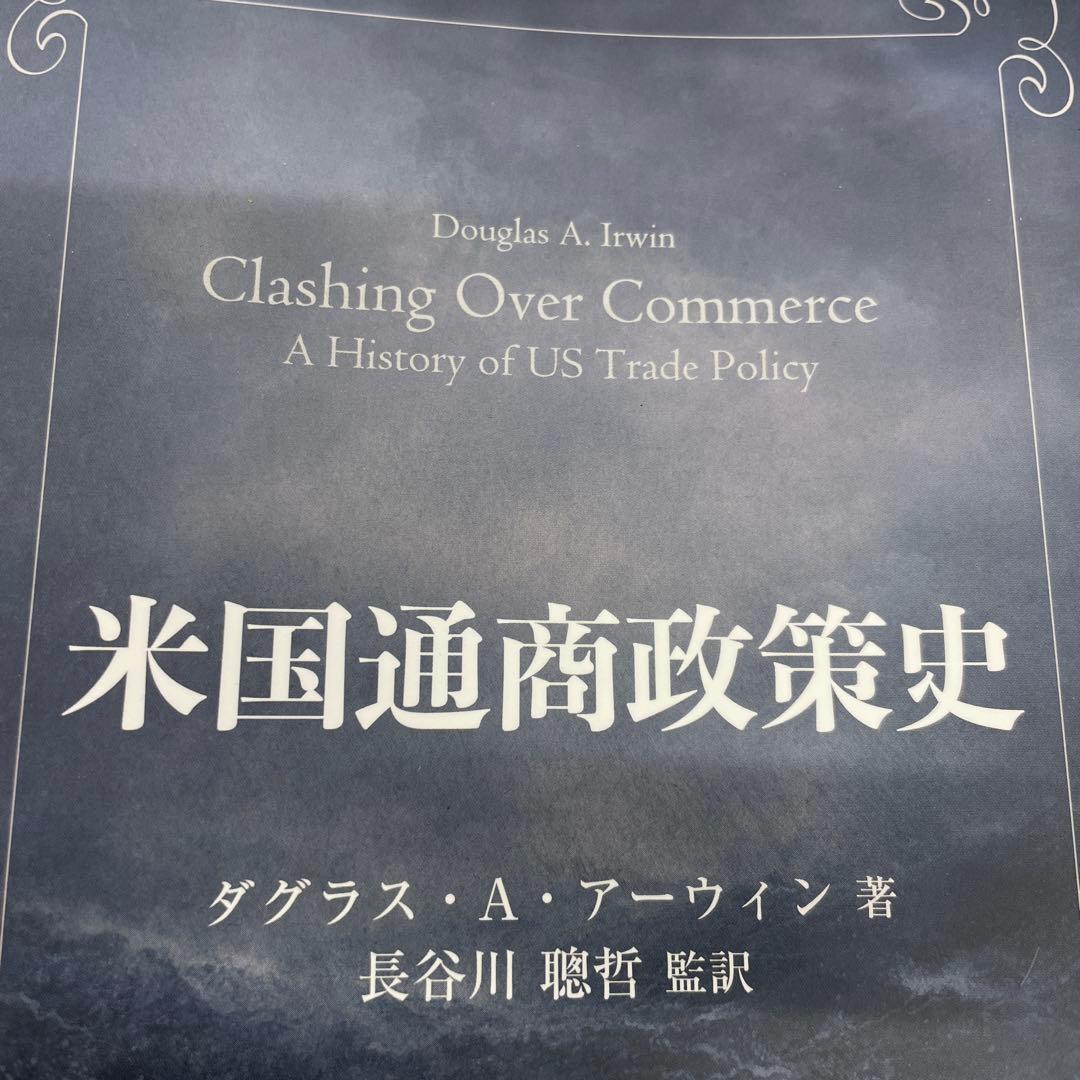 Douglas A. Irwin
Clashing Over Commerce
A History of US Trade Policy
米国通商政策史
ダグラス・A・アーウィン 著
長谷川 聰哲 監訳